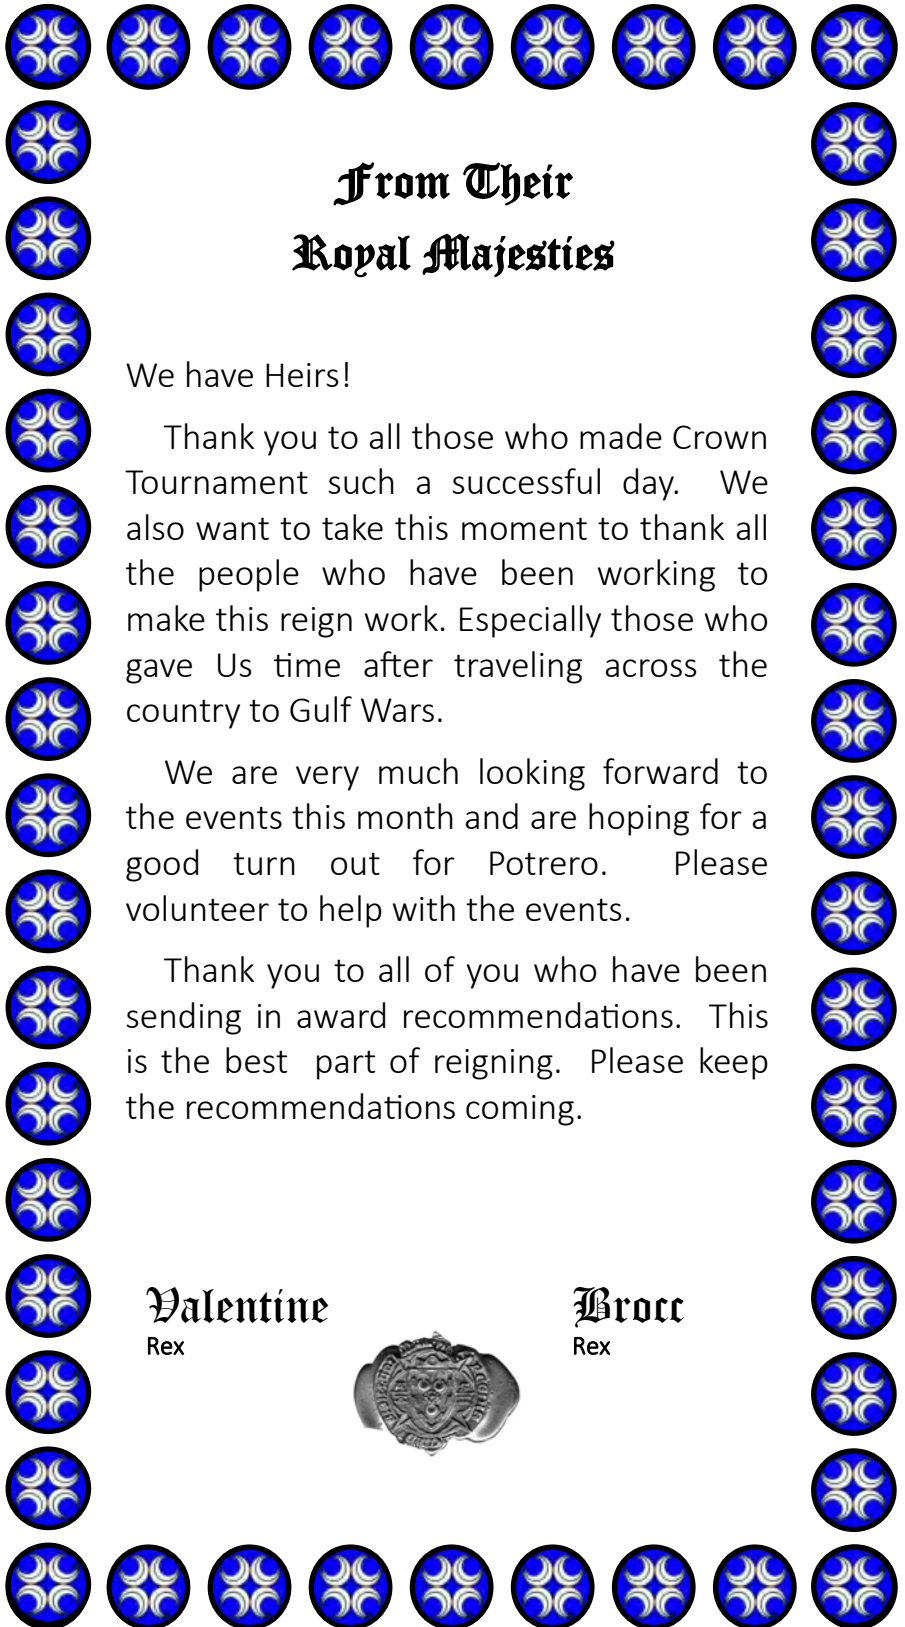 From Their
Royal Majesties
We have Heirs!
Thank you to all those who made Crown
Tournament such a successful day. We
also want to take this moment to thank all
the people who have been working to
make this reign work. Especially those who
gave Us time after traveling across the
country to Gulf Wars.
We are very much looking forward to
the events this month and are hoping for a
good turn out for Potrero. Please
volunteer to help with the events.
Thank you to all of you who have been
sending in award recommendations. This
is the best part of reigning. Please keep
the recommendations coming.
Valentine
Rex
Brocc
Rex